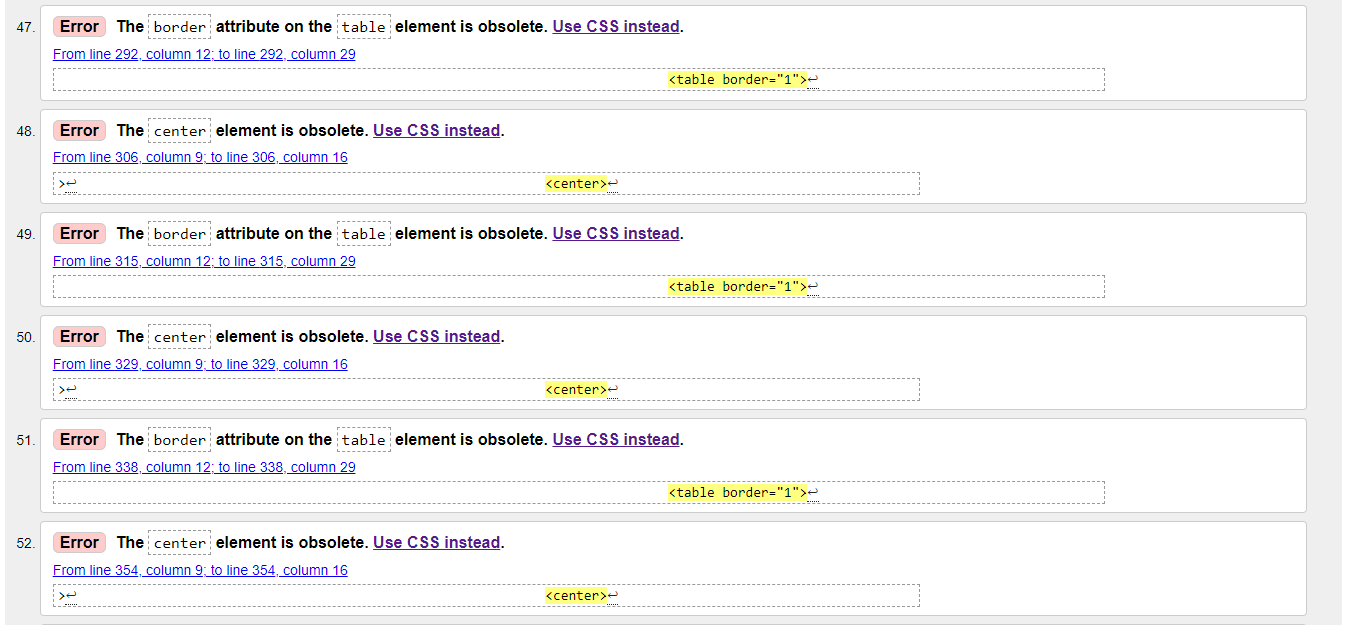 47. Error The border attribute on the table element is obsolete. Use CSS instead.
From line 292, column 12; to line 292, column 29
<table border="1">↩
48. Error The center element is obsolete. Use CSS instead.
From line 306, column 9; to line 306, column 16
>↩ <center>↩
49. Error The border attribute on the table element is obsolete. Use CSS instead.
From line 315, column 12; to line 315, column 29
<table border="1">↩
50. Error The center element is obsolete. Use CSS instead.
From line 329, column 9; to line 329, column 16
>↩ <center>↩
51. Error The border attribute on the table element is obsolete. Use CSS instead.
From line 338, column 12; to line 338, column 29
<table border="1">↩
52. Error The center element is obsolete. Use CSS instead.
From line 354, column 9; to line 354, column 16
>↩ <center>↩